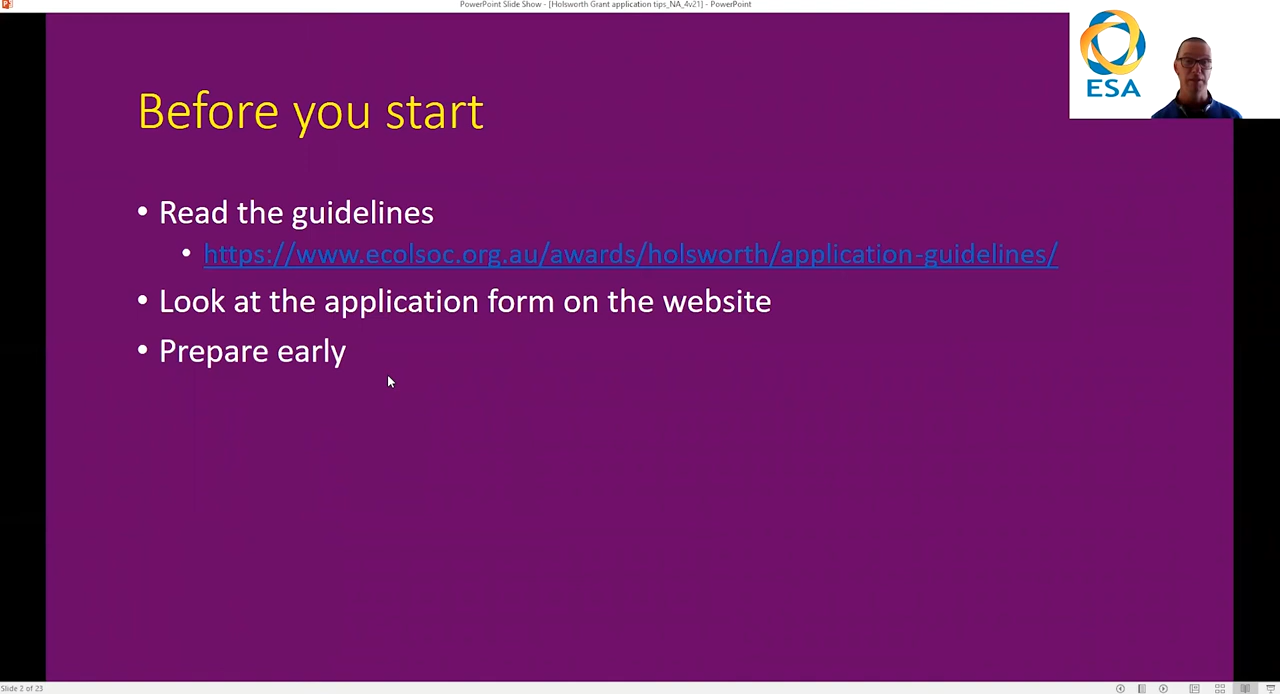 PowerPoint Slide Show - [Holsworth Grant application tips_NA_4v21] - PowerPoint
ESA
Before you start
• Read the guidelines
• https://www.ecolsoc.org.au/awards/holsworth/application-guidelines/
• Look at the application form on the website
• Prepare early
Slide 2 of 23